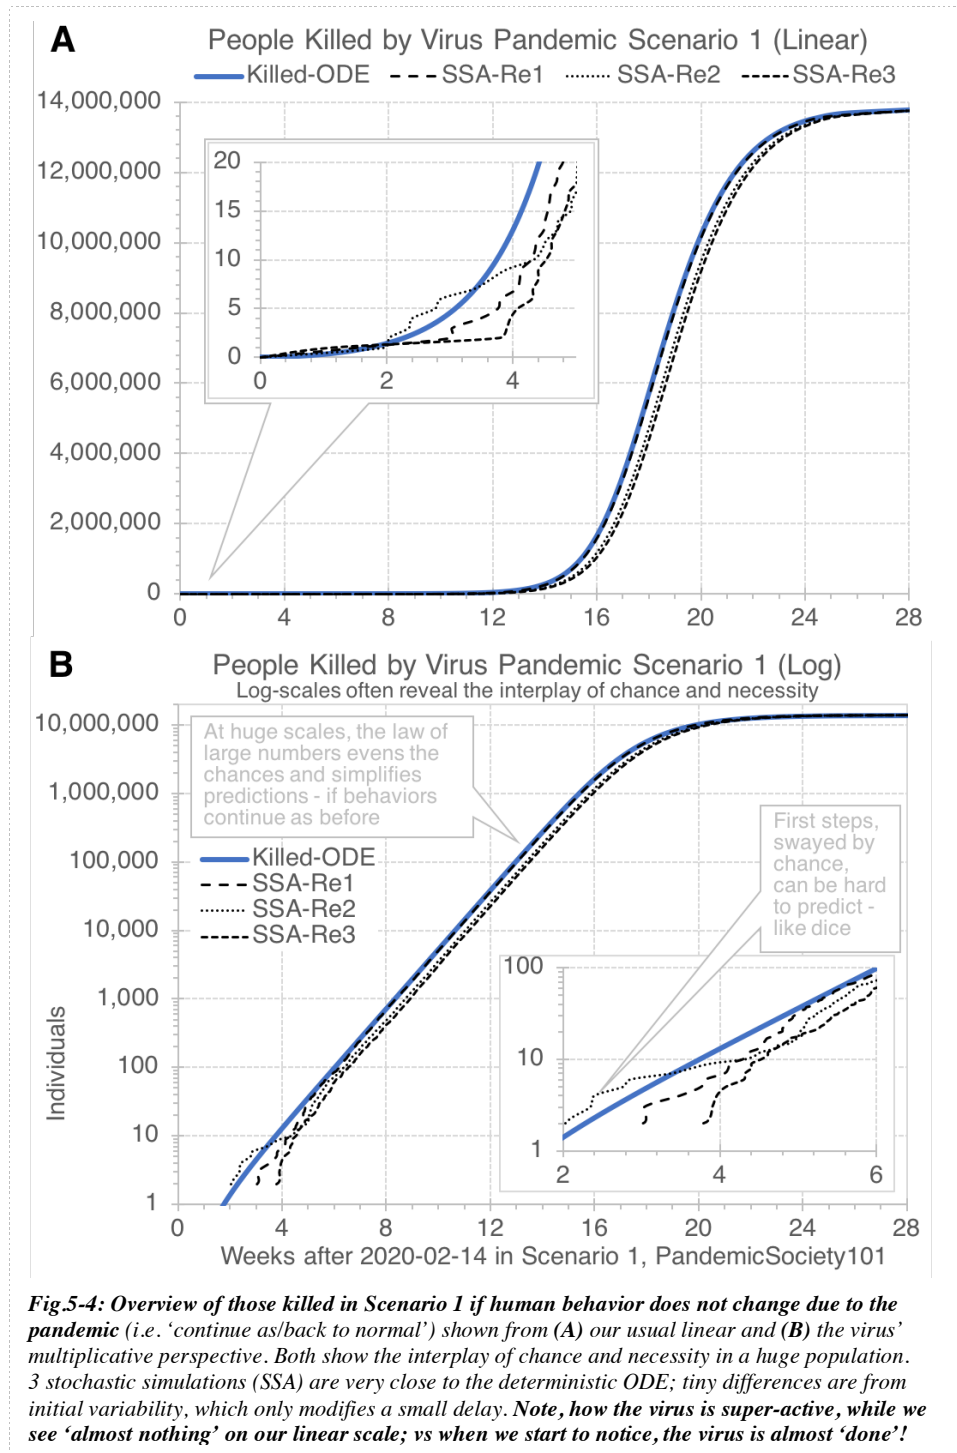 A
People Killed by Virus Pandemic Scenario 1 (Linear)
Killed-ODE SSA-Re1 SSA-Re2 SSA-Re3
14,000,000
12,000,000
10,000,000
8,000,000
6,000,000
4,000,000
2,000,000
0
20
15
10
5
0
0 2 4
0 4 8 12 16 20 24 28
B
People Killed by Virus Pandemic Scenario 1 (Log)
Log-scales often reveal the interplay of chance and necessity
10,000,000
1,000,000
100,000
10,000
1,000
100
10
1
Individuals
At huge scales, the law of
large numbers evens the
chances and simplifies
predictions - if behaviors
continue as before
Killed-ODE
SSA-Re1
SSA-Re2
SSA-Re3
First steps,
swayed by
chance,
can be hard
to predict -
like dice
100
10
1
2 4 6
0 4 8 12 16 20 24 28
Weeks after 2020-02-14 in Scenario 1, PandemicSociety101
Fig.5-4: Overview of those killed in Scenario 1 if human behavior does not change due to the
pandemic (i.e. ‘continue as/back to normal’) shown from (A) our usual linear and (B) the virus’
multiplicative perspective. Both show the interplay of chance and necessity in a huge population.
3 stochastic simulations (SSA) are very close to the deterministic ODE; tiny differences are from
initial variability, which only modifies a small delay. Note, how the virus is super-active, while we
see ‘almost nothing’ on our linear scale; vs when we start to notice, the virus is almost ‘done’!